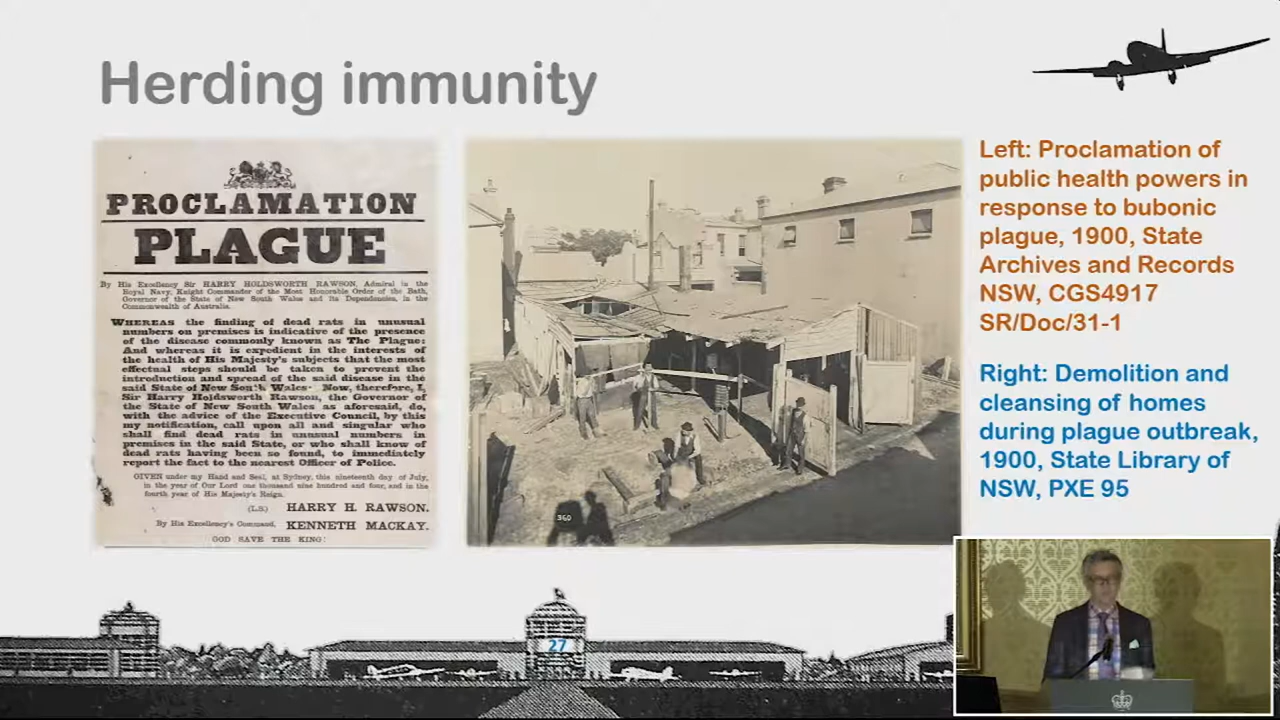 Herding immunity
PROCLAMATION
PLAGUE
By His Excellency Sir HARRY HOLDSWORTH RAWSON, Admiral in the
Royal Navy, Knight Commander of the Most Honorable Order of the Bath,
Governor of the State of New South Wales and its Dependencies, in the
Commonwealth of Australia.
WHEREAS the finding of dead rats in unusual
numbers on premises is indicative of the presence
of the disease commonly known as The Plague:
And whereas it is expedient in the interests of
the health of His Majesty's subjects that the most
effectual steps should be taken to prevent the
introduction and spread of the said disease in the
said State of New South Wales: Now, therefore, I,
Sir Harry Holdsworth Rawson, the Governor of
the State of New South Wales as aforesaid, do,
with the advice of the Executive Council, by this
my notification, call upon all and singular who
shall find dead rats in unusual numbers in
premises in the said State, or who shall know of
dead rats having been so found, to immediately
report the fact to the nearest Officer of Police.
GIVEN under my Hand and Seal, at Sydney, this nineteenth day of July,
in the year of Our Lord one thousand nine hundred and four, and in the
fourth year of His Majesty's Reign.
(L.S.) HARRY H. RAWSON.
By His Excellency's Command, KENNETH MACKAY.
GOD SAVE THE KING!
360
Left: Proclamation of
public health powers in
response to bubonic
plague, 1900, State
Archives and Records
NSW, CGS4917
SR/Doc/31-1
Right: Demolition and
cleansing of homes
during plague outbreak,
1900, State Library of
NSW, PXE 95
27